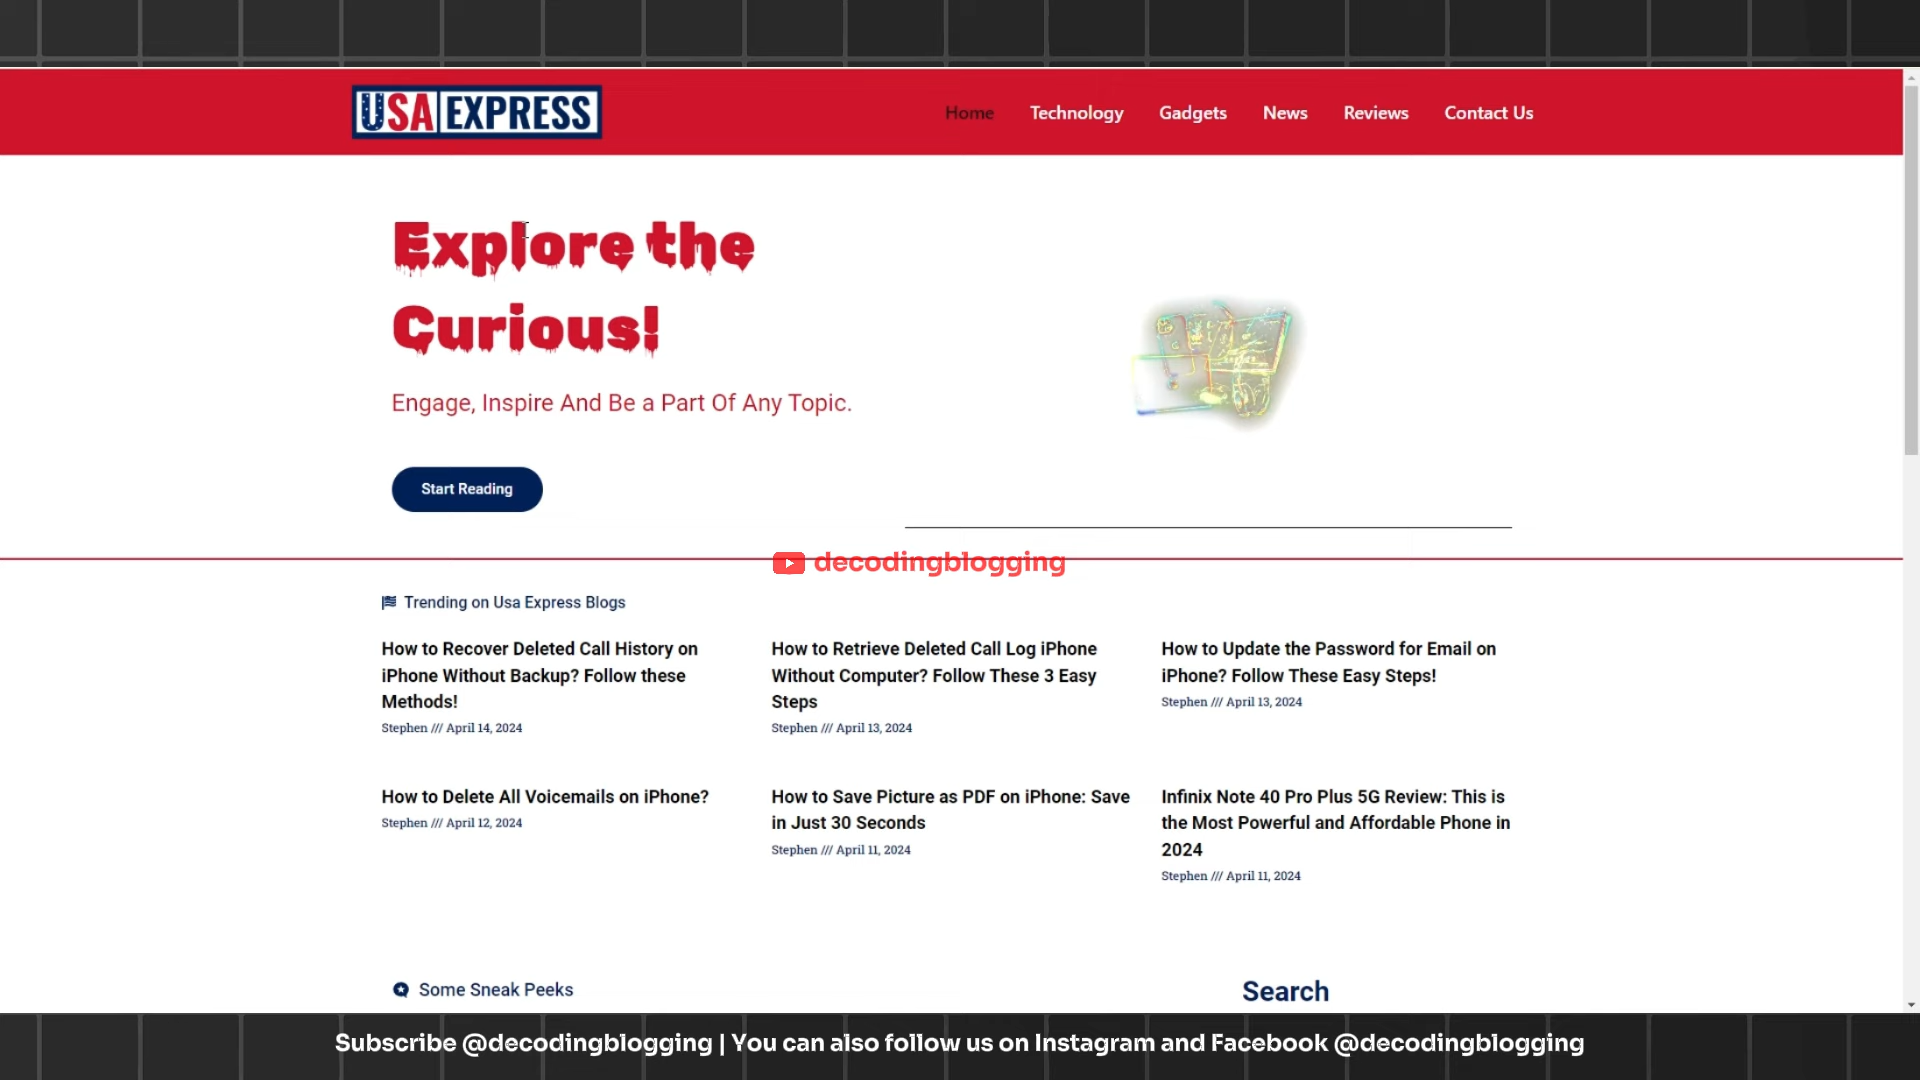 USA EXPRESS
Home Technology Gadgets News Reviews Contact Us
Explore the
Curious!
Engage, Inspire And Be a Part Of Any Topic.
Start Reading
decodingblogging
Trending on Usa Express Blogs
How to Recover Deleted Call History on
iPhone Without Backup? Follow these
Methods!
Stephen /// April 14, 2024
How to Retrieve Deleted Call Log iPhone
Without Computer? Follow These 3 Easy
Steps
Stephen /// April 13, 2024
How to Update the Password for Email on
iPhone? Follow These Easy Steps!
Stephen /// April 13, 2024
How to Delete All Voicemails on iPhone?
Stephen /// April 12, 2024
How to Save Picture as PDF on iPhone: Save
in Just 30 Seconds
Stephen /// April 11, 2024
Infinix Note 40 Pro Plus 5G Review: This is
the Most Powerful and Affordable Phone in
2024
Stephen /// April 11, 2024
Some Sneak Peeks
Search
Subscribe @decodingblogging | You can also follow us on Instagram and Facebook @decodingblogging